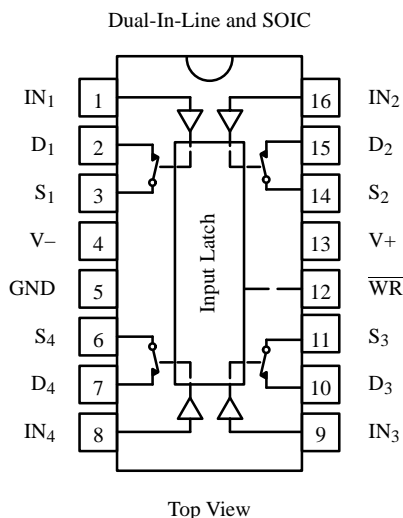 Dual-In-Line and SOIC
IN1 1 16 IN2
D1 2 15 D2
S1 3 14 S2
V– 4 13 V+
GND 5 12 W̅R̅
Input Latch
S4 6 11 S3
D4 7 10 D3
IN4 8 9 IN3
Top View